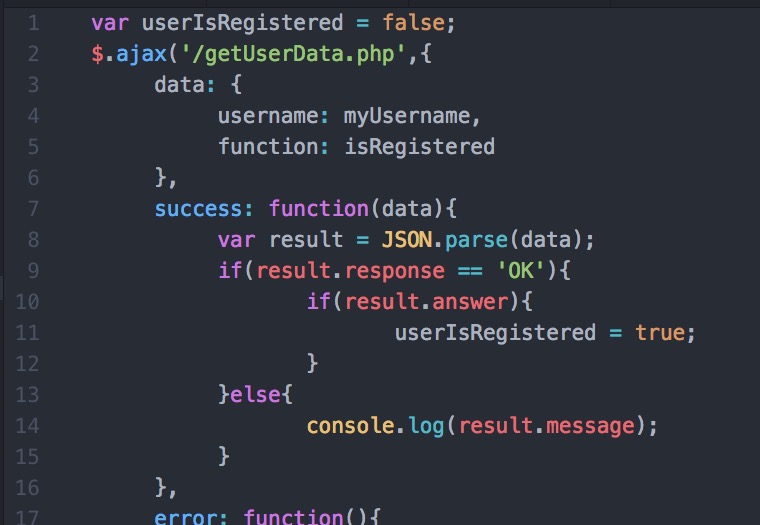 1 var userIsRegistered = false;
2 $.ajax('/getUserData.php',{
3 data: {
4 username: myUsername,
5 function: isRegistered
6 },
7 success: function(data){
8 var result = JSON.parse(data);
9 if(result.response == 'OK'){
10 if(result.answer){
11 userIsRegistered = true;
12 }
13 }else{
14 console.log(result.message);
15 }
16 },
17 error: function(){